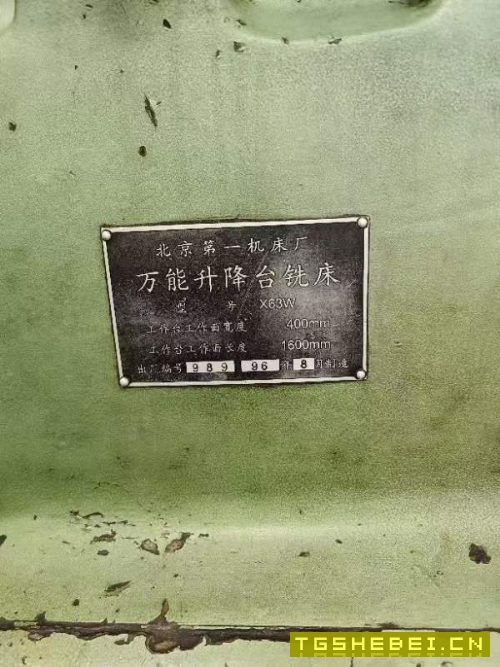 北京第一机床厂
万能升降台铣床
型 号 X63W
工作台工作面宽度 400mm
工作台工作面长度 1600mm
出厂编号 989 96 年 8 月制造
TGSHEBEI.CN